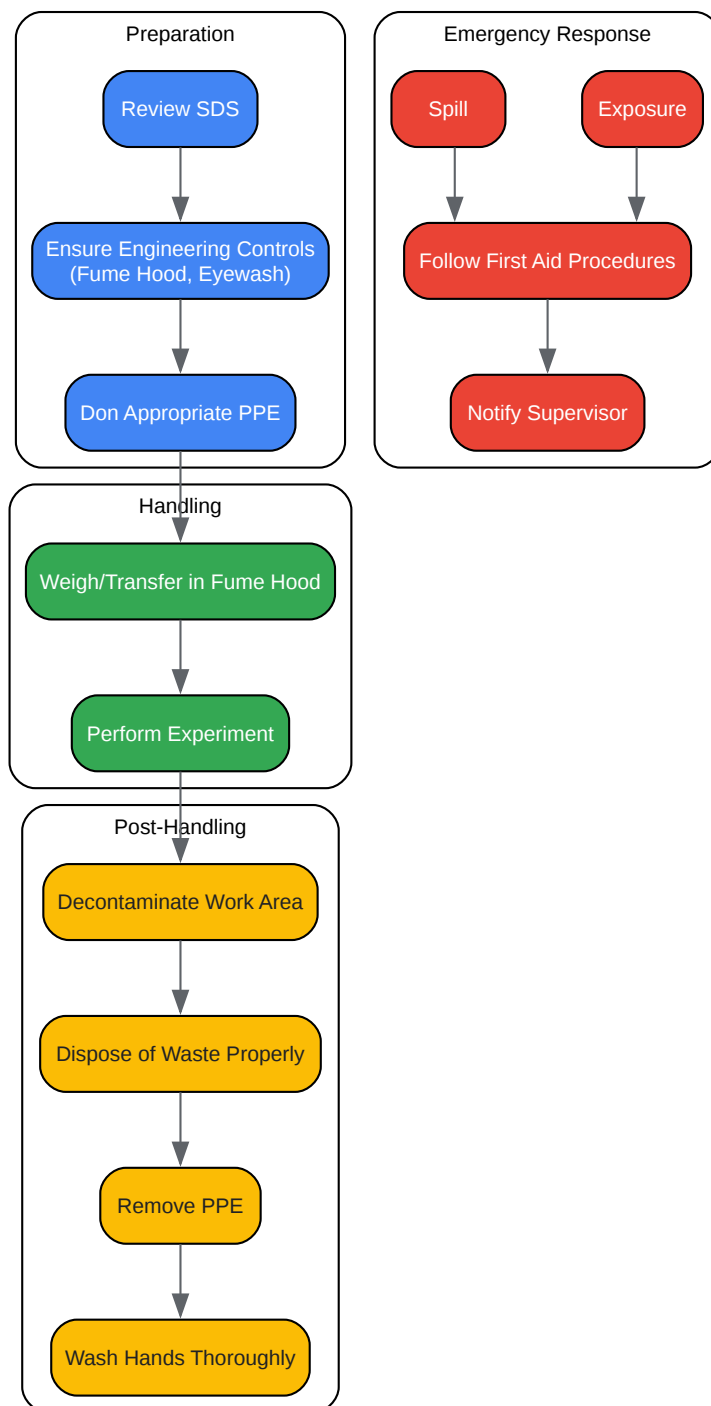 Preparation
Review SDS
Ensure Engineering Controls
(Fume Hood, Eyewash)
Don Appropriate PPE
Handling
Weigh/Transfer in Fume Hood
Perform Experiment
Post-Handling
Decontaminate Work Area
Dispose of Waste Properly
Remove PPE
Wash Hands Thoroughly
Emergency Response
Spill
Exposure
Follow First Aid Procedures
Notify Supervisor